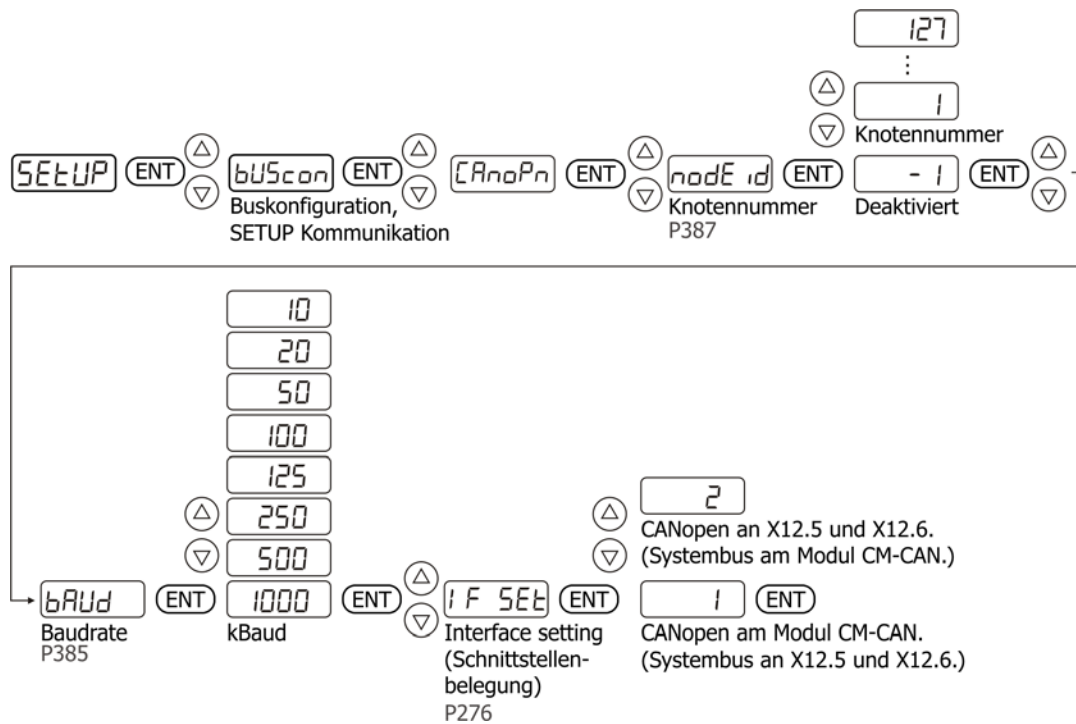 127
1
Knotennummer
SEtUP ENT bUScon ENT CAnoPn ENT nodE id ENT - 1 ENT
Buskonfiguration,
SETUP Kommunikation
Knotennummer
P387
Deaktiviert
10
20
50
100
125
250
500
bAUd ENT 1000 ENT I F SEt ENT 1 ENT
Baudrate
P385
kBaud
Interface setting
(Schnittstellen-
belegung)
P276
2
CANopen an X12.5 und X12.6.
(Systembus am Modul CM-CAN.)
CANopen am Modul CM-CAN.
(Systembus an X12.5 und X12.6.)